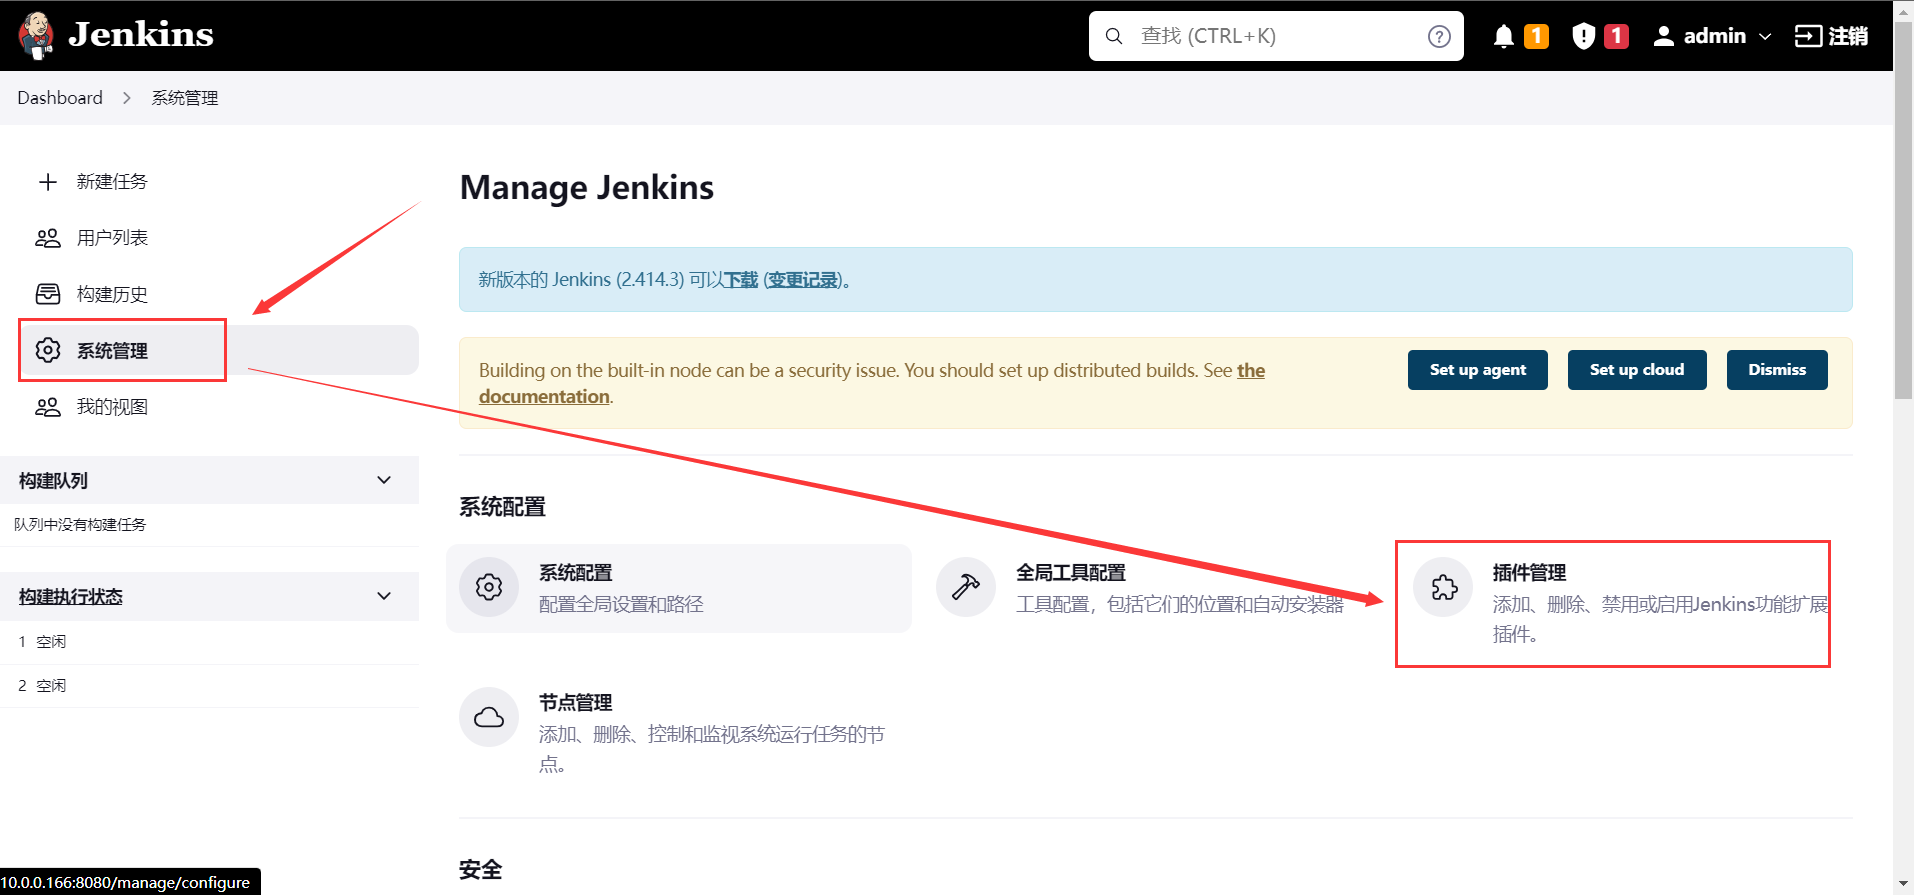 Jenkins
查找 (CTRL+K)
1
1
admin
注销
Dashboard
系统管理
新建任务
用户列表
构建历史
系统管理
我的视图
构建队列
队列中没有构建任务
构建执行状态
1 空闲
2 空闲
Manage Jenkins
新版本的 Jenkins (2.414.3) 可以下载 (变更记录)。
Building on the built-in node can be a security issue. You should set up distributed builds. See the
documentation.
Set up agent
Set up cloud
Dismiss
系统配置
系统配置
配置全局设置和路径
全局工具配置
工具配置，包括它们的位置和自动安装器
插件管理
添加、删除、禁用或启用Jenkins功能扩展
插件。
节点管理
添加、删除、控制和监视系统运行任务的节
点。
安全
10.0.0.166:8080/manage/configure